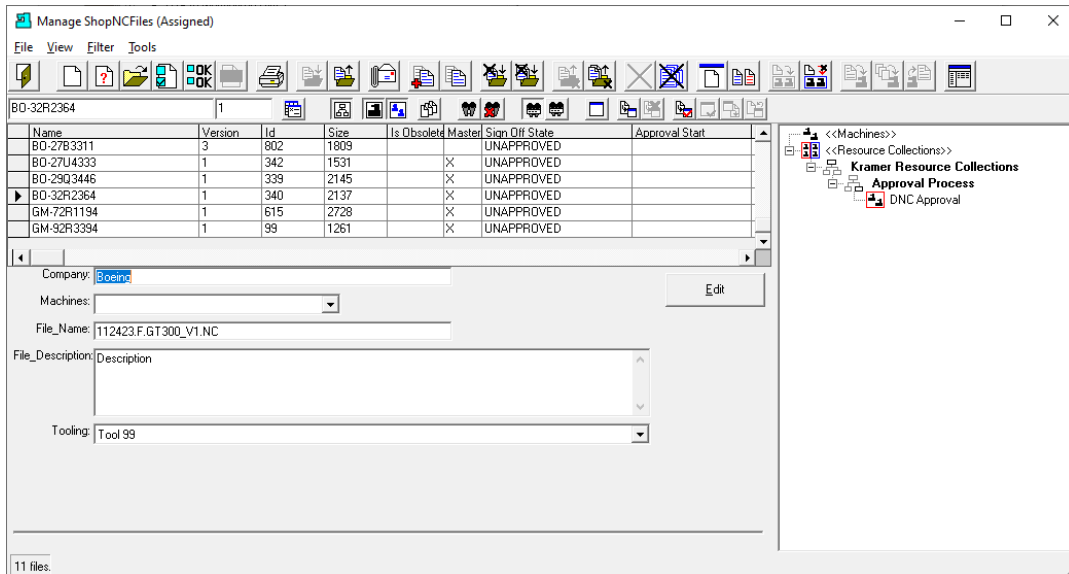 Manage ShopNCFiles (Assigned)
File View Filter Tools
OK
OK
BO-32R2364 1
Name Version Id Size Is Obsolete Master Sign Off State Approval Start
BO-27B3311 3 802 1809 UNAPPROVED
BO-27U4333 1 342 1531 X UNAPPROVED
BO-29Q3446 1 339 2145 X UNAPPROVED
BO-32R2364 1 340 2137 X UNAPPROVED
GM-72R1194 1 615 2728 X UNAPPROVED
GM-92R3394 1 99 1261 X UNAPPROVED
<<Machines>>
<<Resource Collections>>
Kramer Resource Collections
Approval Process
DNC Approval
Company: Boeing
Edit
Machines:
File_Name: 112423.F.GT300_V1.NC
File_Description: Description
Tooling: Tool 99
11 files.